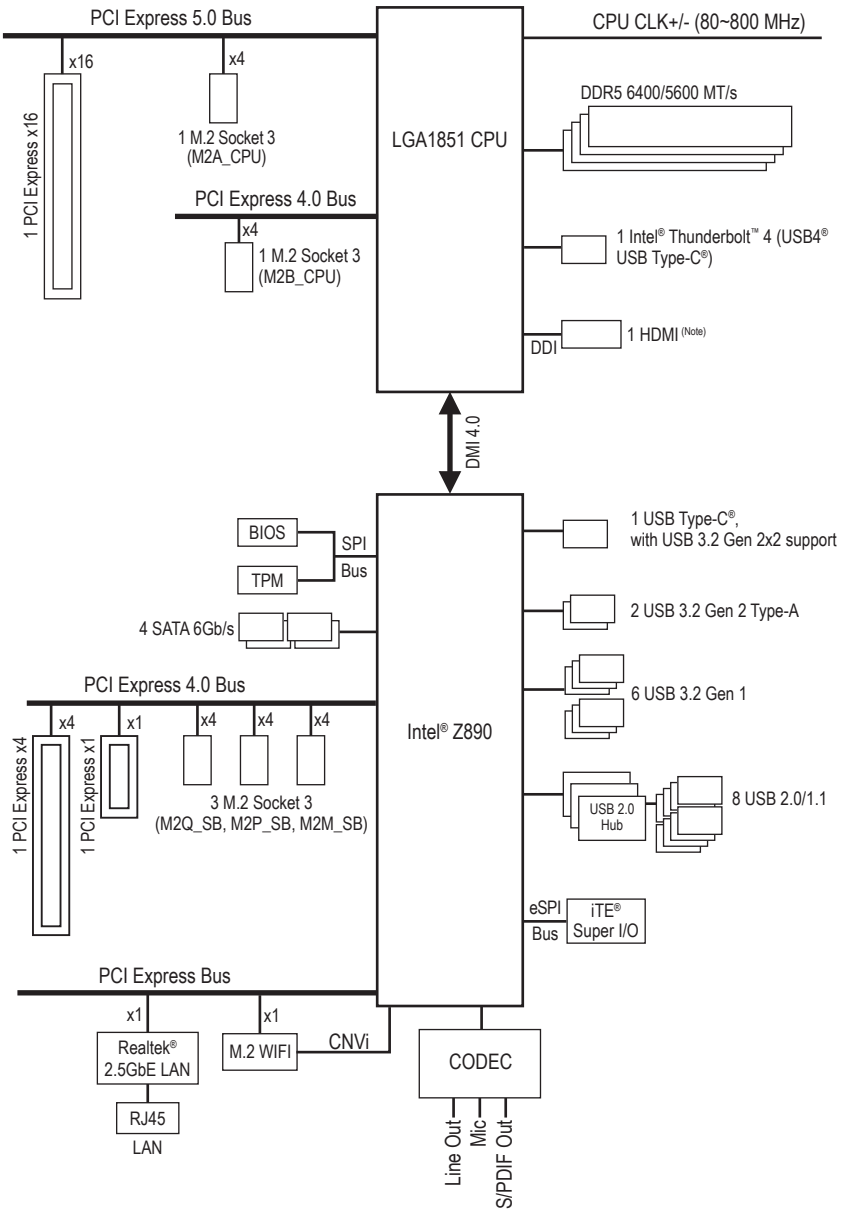 PCI Express 5.0 Bus
CPU CLK+/- (80~800 MHz)
x16
x4
1 PCI Express x16
1 M.2 Socket 3
(M2A_CPU)
LGA1851 CPU
DDR5 6400/5600 MT/s
PCI Express 4.0 Bus
x4
1 M.2 Socket 3
(M2B_CPU)
1 Intel® Thunderbolt™ 4 (USB4®
USB Type-C®)
DDI
1 HDMI (Note)
DMI 4.0
BIOS
TPM
SPI
Bus
1 USB Type-C®,
with USB 3.2 Gen 2x2 support
4 SATA 6Gb/s
2 USB 3.2 Gen 2 Type-A
PCI Express 4.0 Bus
6 USB 3.2 Gen 1
x4
x1
x4
x4
x4
1 PCI Express x4
1 PCI Express x1
3 M.2 Socket 3
(M2Q_SB, M2P_SB, M2M_SB)
Intel® Z890
USB 2.0
Hub
8 USB 2.0/1.1
eSPI
Bus
iTE®
Super I/O
PCI Express Bus
x1
x1
Realtek®
2.5GbE LAN
M.2 WIFI
CNVi
CODEC
RJ45
LAN
Line Out
Mic
S/PDIF Out